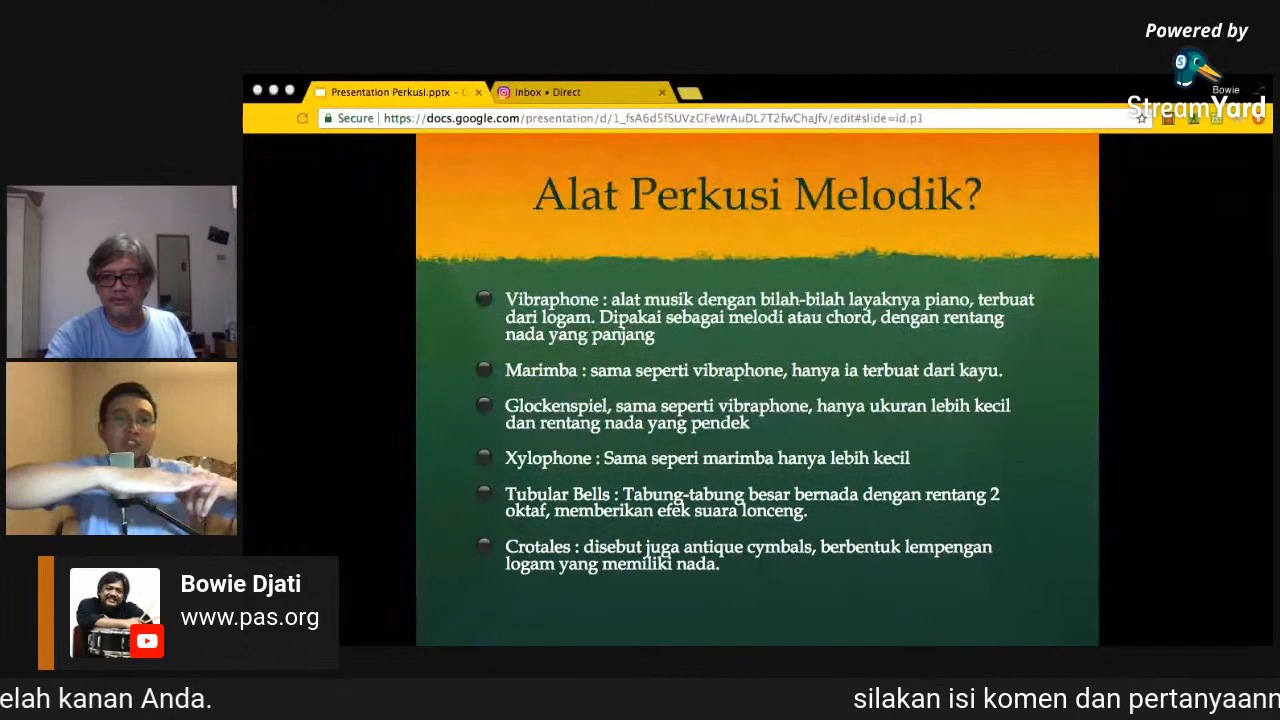 Powered by
Bowie
StreamYard
Presentation Perkusi.pptx - G
Inbox • Direct
Secure | https://docs.google.com/presentation/d/1_fsA6d5fSUVzGFeWrAuDL7T2fwChaJfv/edit#slide=id.p1
Alat Perkusi Melodik?
Vibraphone : alat musik dengan bilah-bilah layaknya piano, terbuat
dari logam. Dipakai sebagai melodi atau chord, dengan rentang
nada yang panjang
Marimba : sama seperti vibraphone, hanya ia terbuat dari kayu.
Glockenspiel, sama seperti vibraphone, hanya ukuran lebih kecil
dan rentang nada yang pendek
Xylophone : Sama seperi marimba hanya lebih kecil
Tubular Bells : Tabung-tabung besar bernada dengan rentang 2
oktaf, memberikan efek suara lonceng.
Crotales : disebut juga antique cymbals, berbentuk lempengan
logam yang memiliki nada.
Bowie Djati
www.pas.org
elah kanan Anda.
silakan isi komen dan pertanyaann